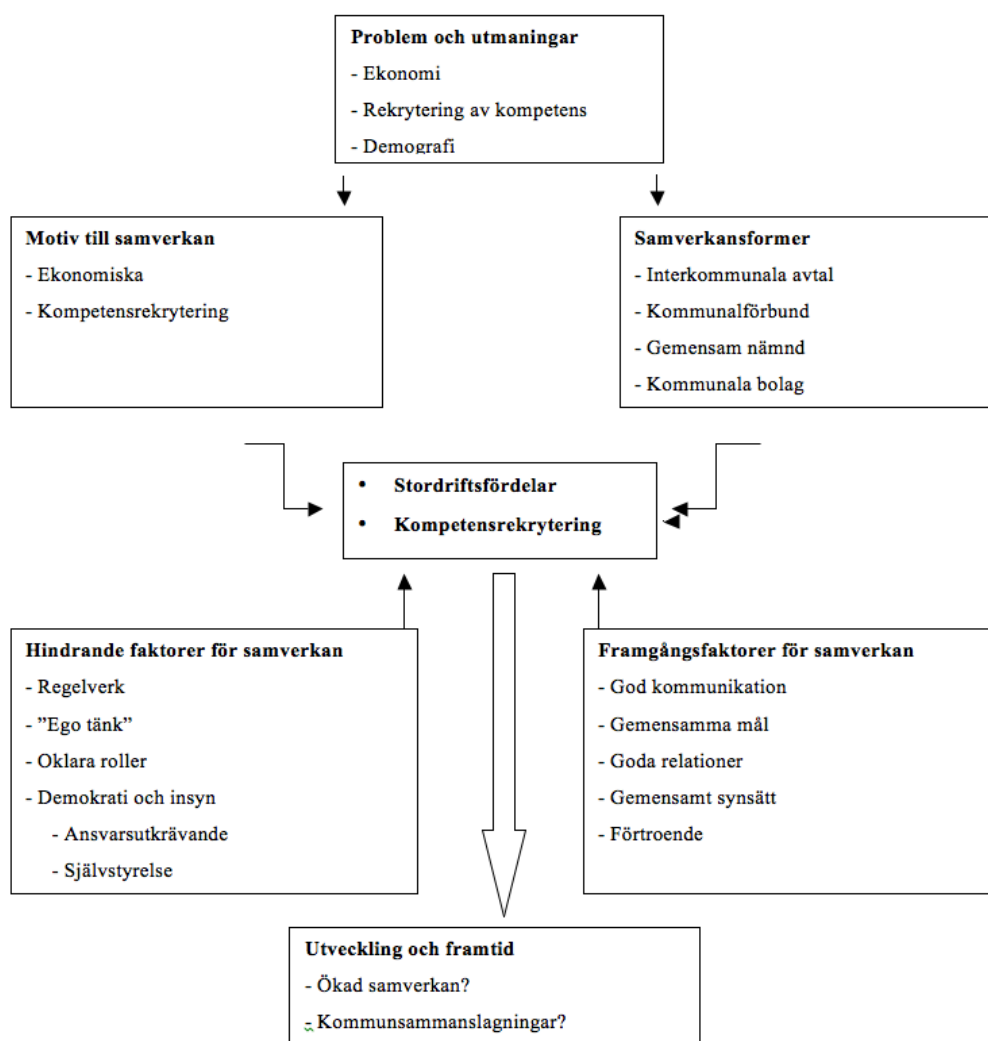 Problem och utmaningar
- Ekonomi
- Rekrytering av kompetens
- Demografi
Motiv till samverkan
- Ekonomiska
- Kompetensrekrytering
Samverkansformer
- Interkommunala avtal
- Kommunalförbund
- Gemensam nämnd
- Kommunala bolag
• Stordriftsfördelar
• Kompetensrekrytering
Hindrande faktorer för samverkan
- Regelverk
- ”Ego tänk”
- Oklara roller
- Demokrati och insyn
- Ansvarsutkrävande
- Självstyrelse
Framgångsfaktorer för samverkan
- God kommunikation
- Gemensamma mål
- Goda relationer
- Gemensamt synsätt
- Förtroende
Utveckling och framtid
- Ökad samverkan?
- Kommunsammanslagningar?